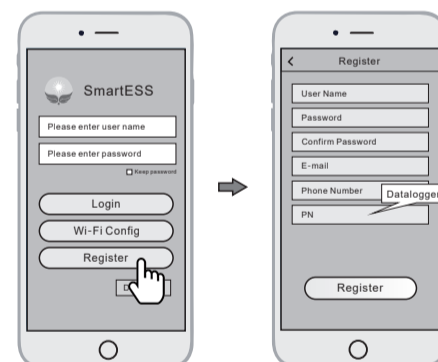 SmartESS
Please enter user name
Please enter password
Keep password
Login
Wi-Fi Config
Register
Register
User Name
Password
Confirm Password
E-mail
Phone Number
Datalogger
PN
Register